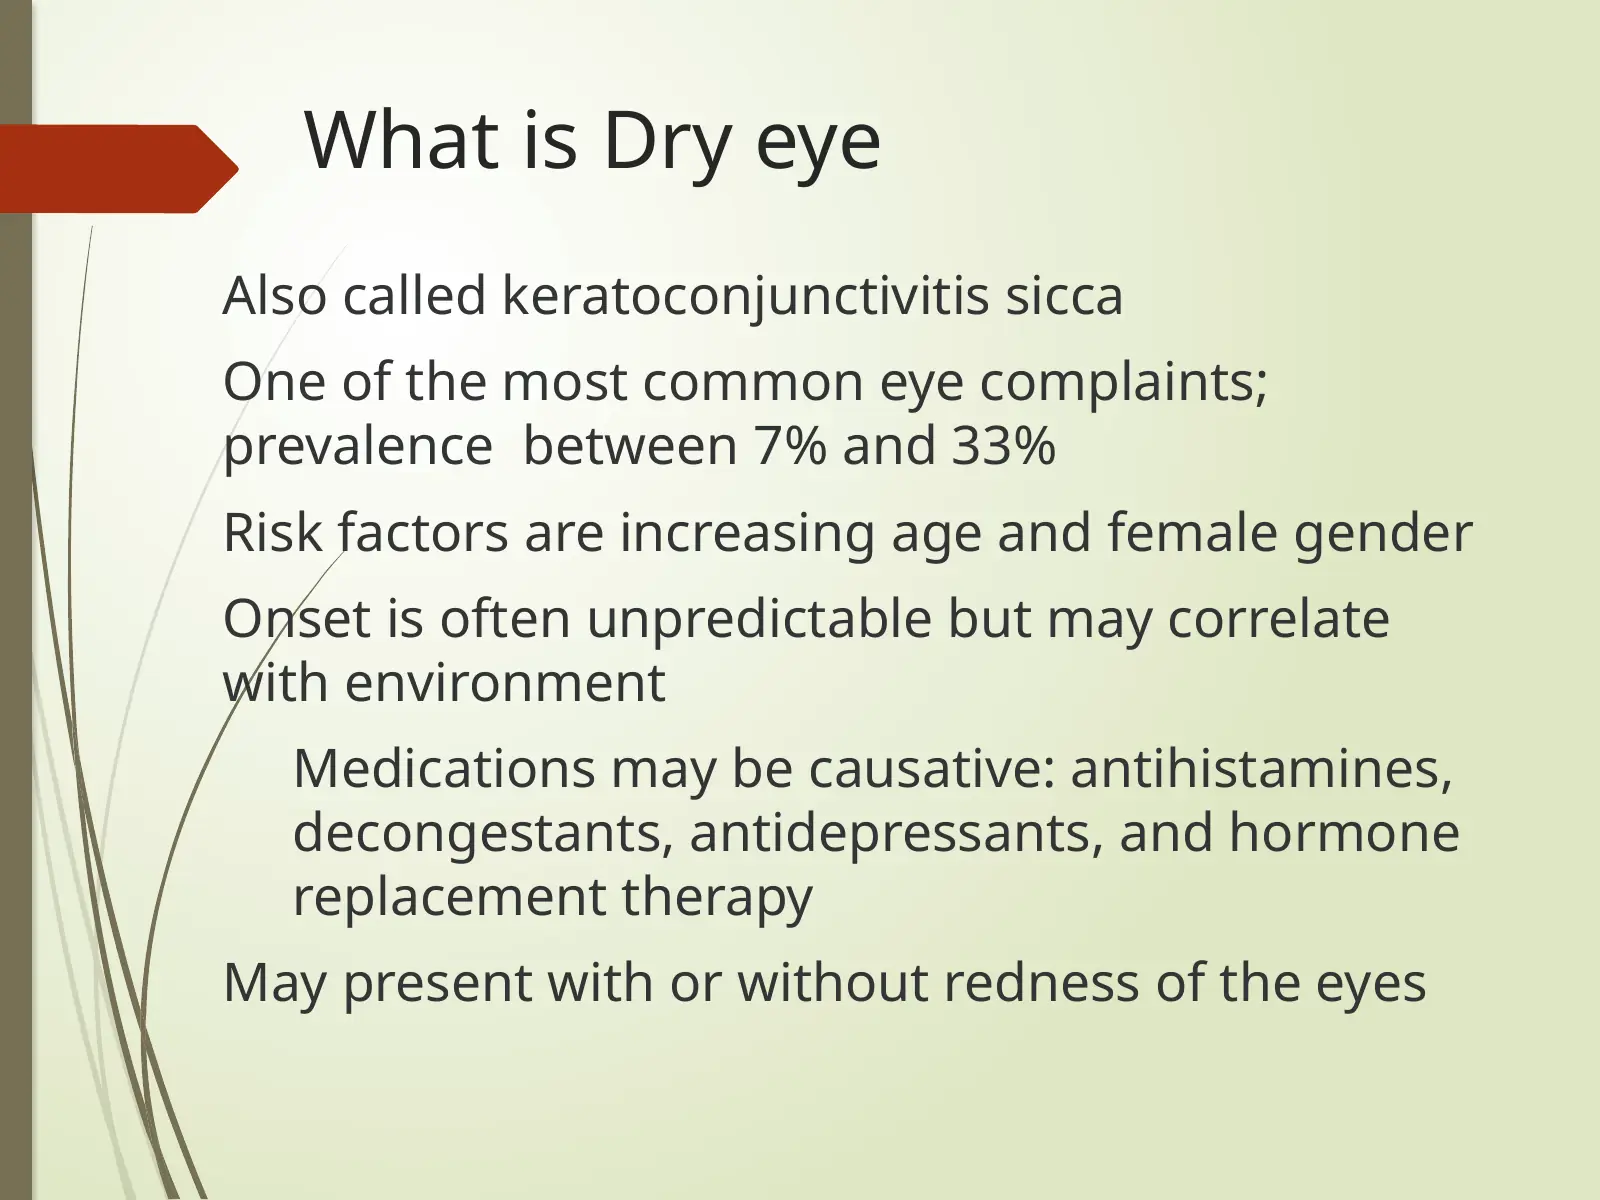 What is Dry eye
Also called keratoconjunctivitis sicca
One of the most common eye complaints;
prevalence  between 7% and 33%
Risk factors are increasing age and female gender
Onset is often unpredictable but may correlate
with environment
Medications may be causative: antihistamines,
decongestants, antidepressants, and hormone
replacement therapy
May present with or without redness of the eyes